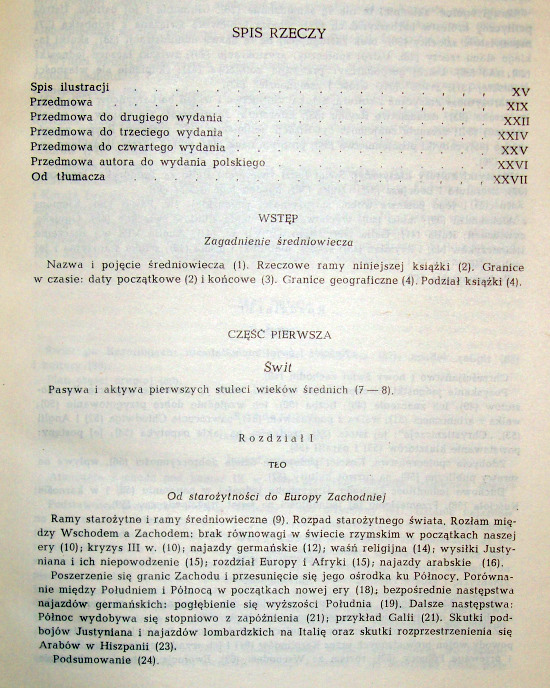 SPIS RZECZY
Spis ilustracji . . . . . . . . . . . . . . . . XV
Przedmowa . . . . . . . . . . . . . . . . . XIX
Przedmowa do drugiego wydania . . . . . . . . . . . . XXII
Przedmowa do trzeciego wydania . . . . . . . . . . . . XXIV
Przedmowa do czwartego wydania . . . . . . . . . . . . XXV
Przedmowa autora do wydania polskiego . . . . . . . . . . XXVI
Od tłumacza . . . . . . . . . . . . . . . . XXVII
WSTĘP
Zagadnienie średniowiecza
Nazwa i pojęcie średniowiecza (1). Rzeczowe ramy niniejszej książki (2). Granice
w czasie: daty początkowe (2) i końcowe (3). Granice geograficzne (4). Podział książki (4).
CZĘŚĆ PIERWSZA
Świt
Pasywa i aktywa pierwszych stuleci wieków średnich (7 — 8).
Rozdział I
TŁO
Od starożytności do Europy Zachodniej
Ramy starożytne i ramy średniowieczne (9). Rozpad starożytnego świata. Rozłam mię-
dzy Wschodem a Zachodem: brak równowagi w świecie rzymskim w początkach naszej
ery (10); kryzys III w. (10); najazdy germańskie (12); waśń religijna (14); wysiłki Justy-
niana i ich niepowodzenie (15); rozdział Europy i Afryki (15); najazdy arabskie (16).
Poszerzenie się granic Zachodu i przesunięcie się jego ośrodka ku Północy. Porówna-
nie między Południem i Północą w początkach nowej ery (18); bezpośrednie następstwa
najazdów germańskich: pogłębienie się wyższości Południa (19). Dalsze następstwa:
Północ wydobywa się stopniowo z zapóźnienia (21); przykład Galii (21). Skutki pod-
bojów Justyniana i najazdów lombardzkich na Italię oraz skutki rozprzestrzenienia się
Arabów w Hiszpanii (23).
Podsumowanie (24).